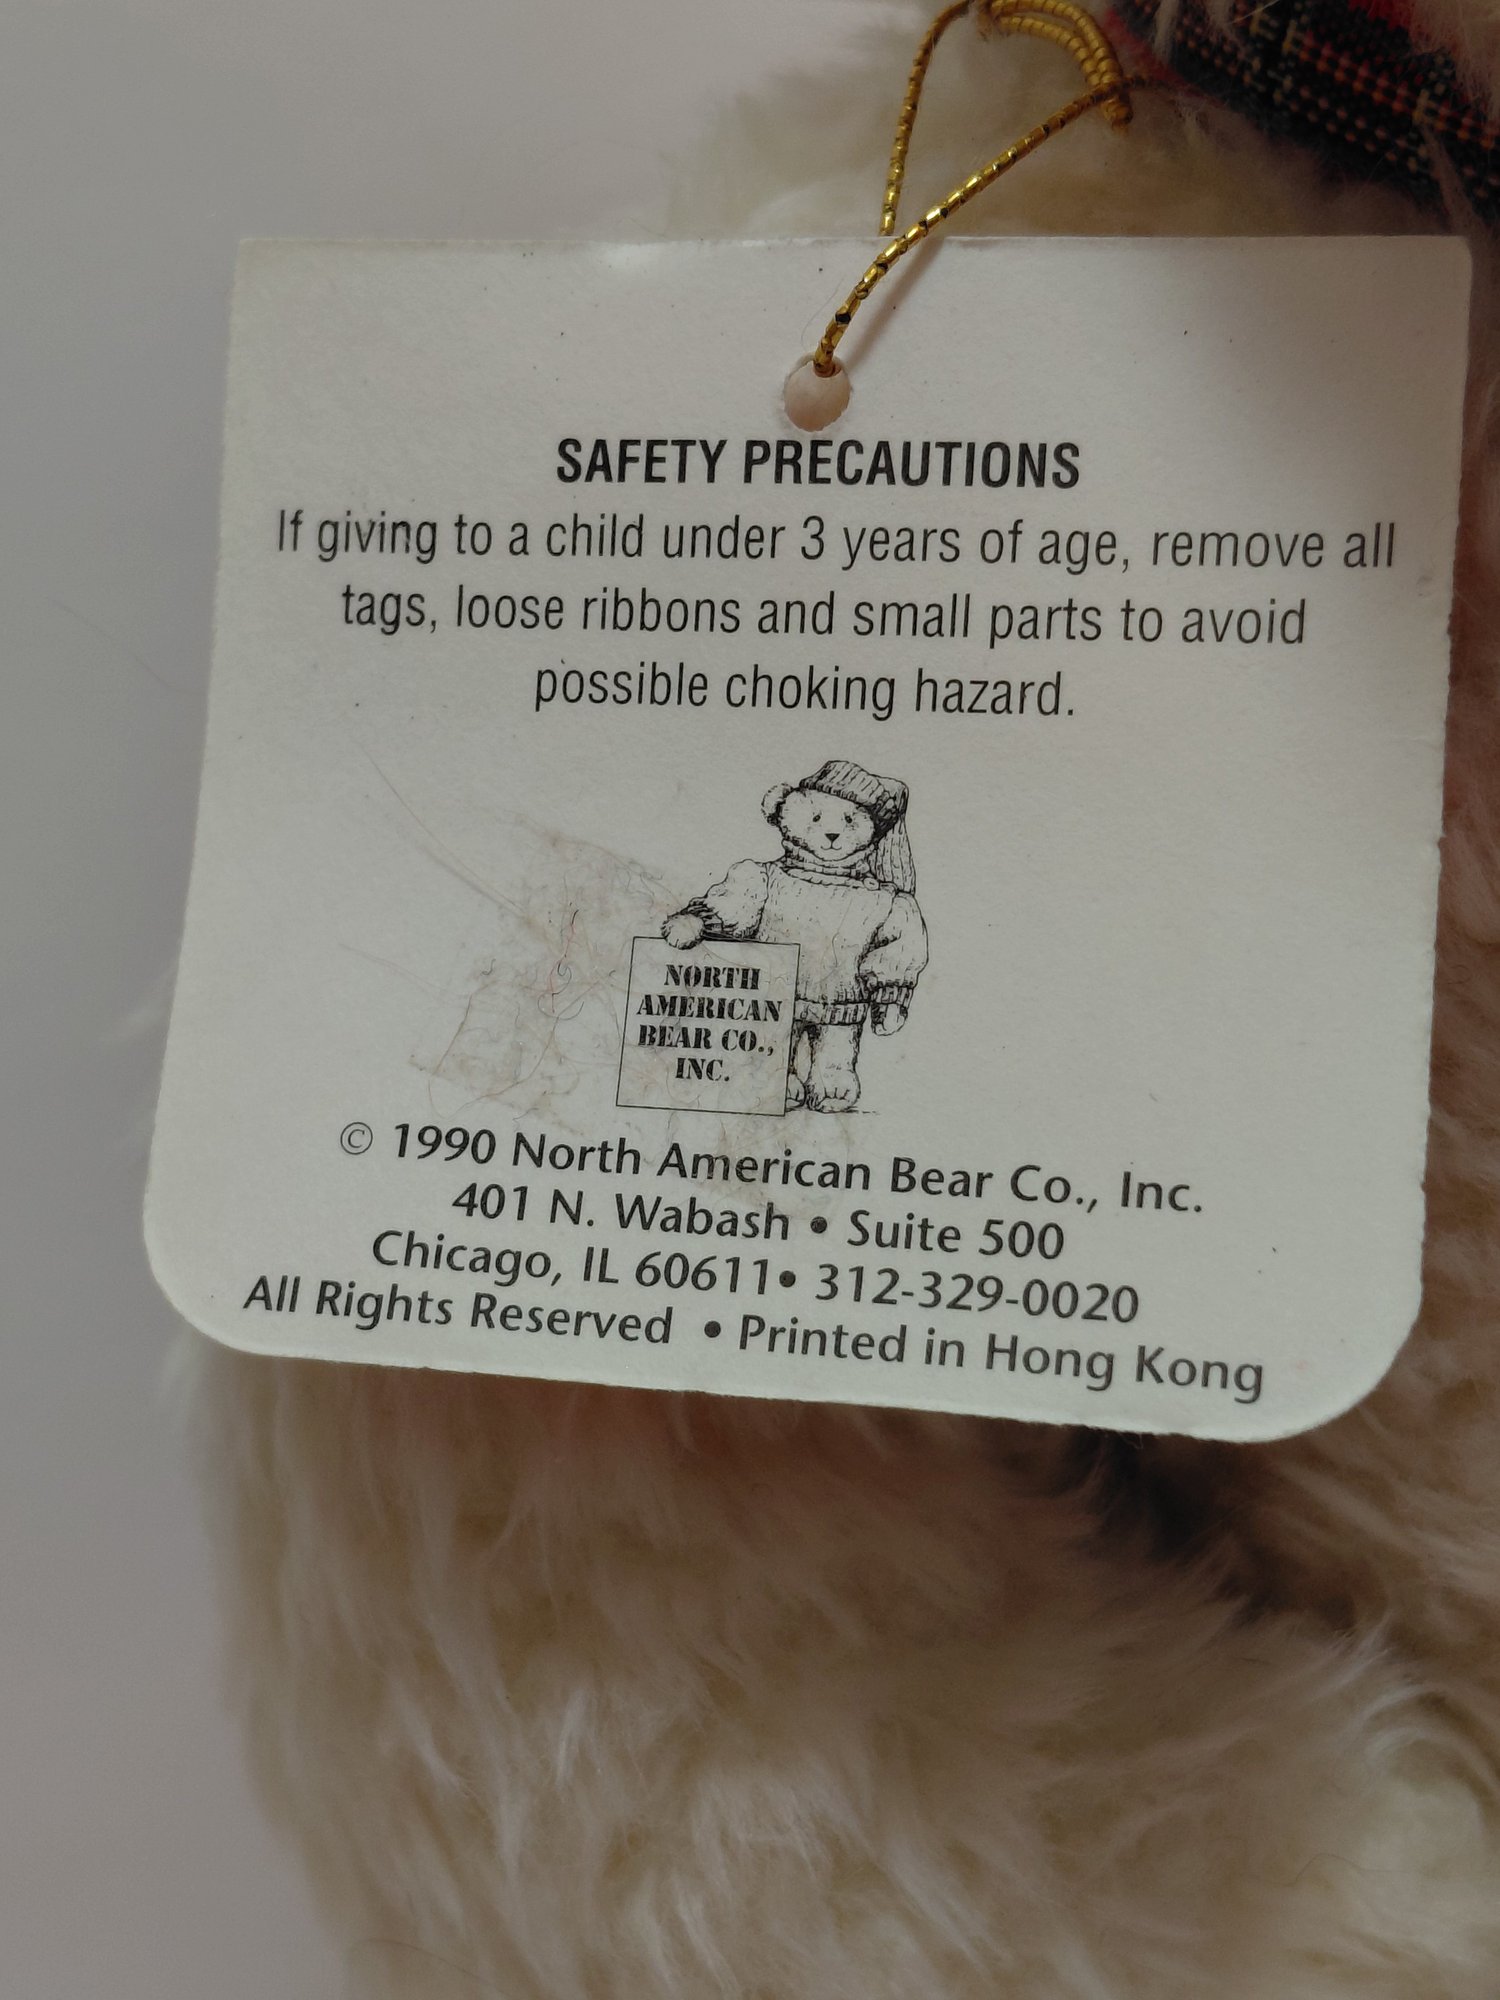 SAFETY PRECAUTIONS
If giving to a child under 3 years of age, remove all
tags, loose ribbons and small parts to avoid
possible choking hazard.
NORTH
AMERICAN
BEAR CO.,
INC.
© 1990 North American Bear Co., Inc.
401 N. Wabash • Suite 500
Chicago, IL 60611• 312-329-0020
All Rights Reserved • Printed in Hong Kong